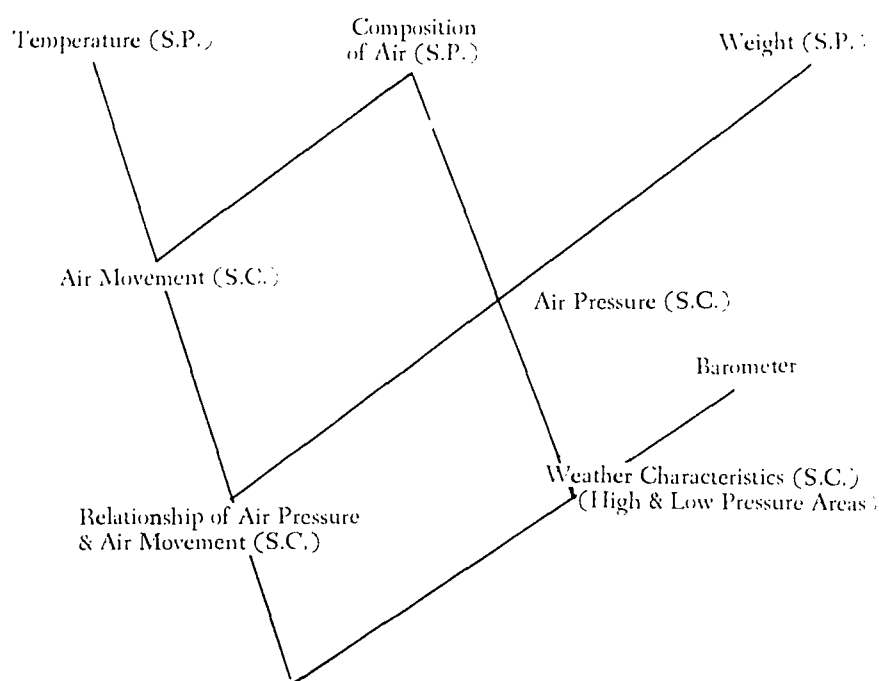 Temperature (S.P.)
Composition
of Air (S.P.)
Weight (S.P.)
Air Movement (S.C.)
Air Pressure (S.C.)
Barometer
Weather Characteristics (S.C.)
(High & Low Pressure Areas)
Relationship of Air Pressure
& Air Movement (S.C.)